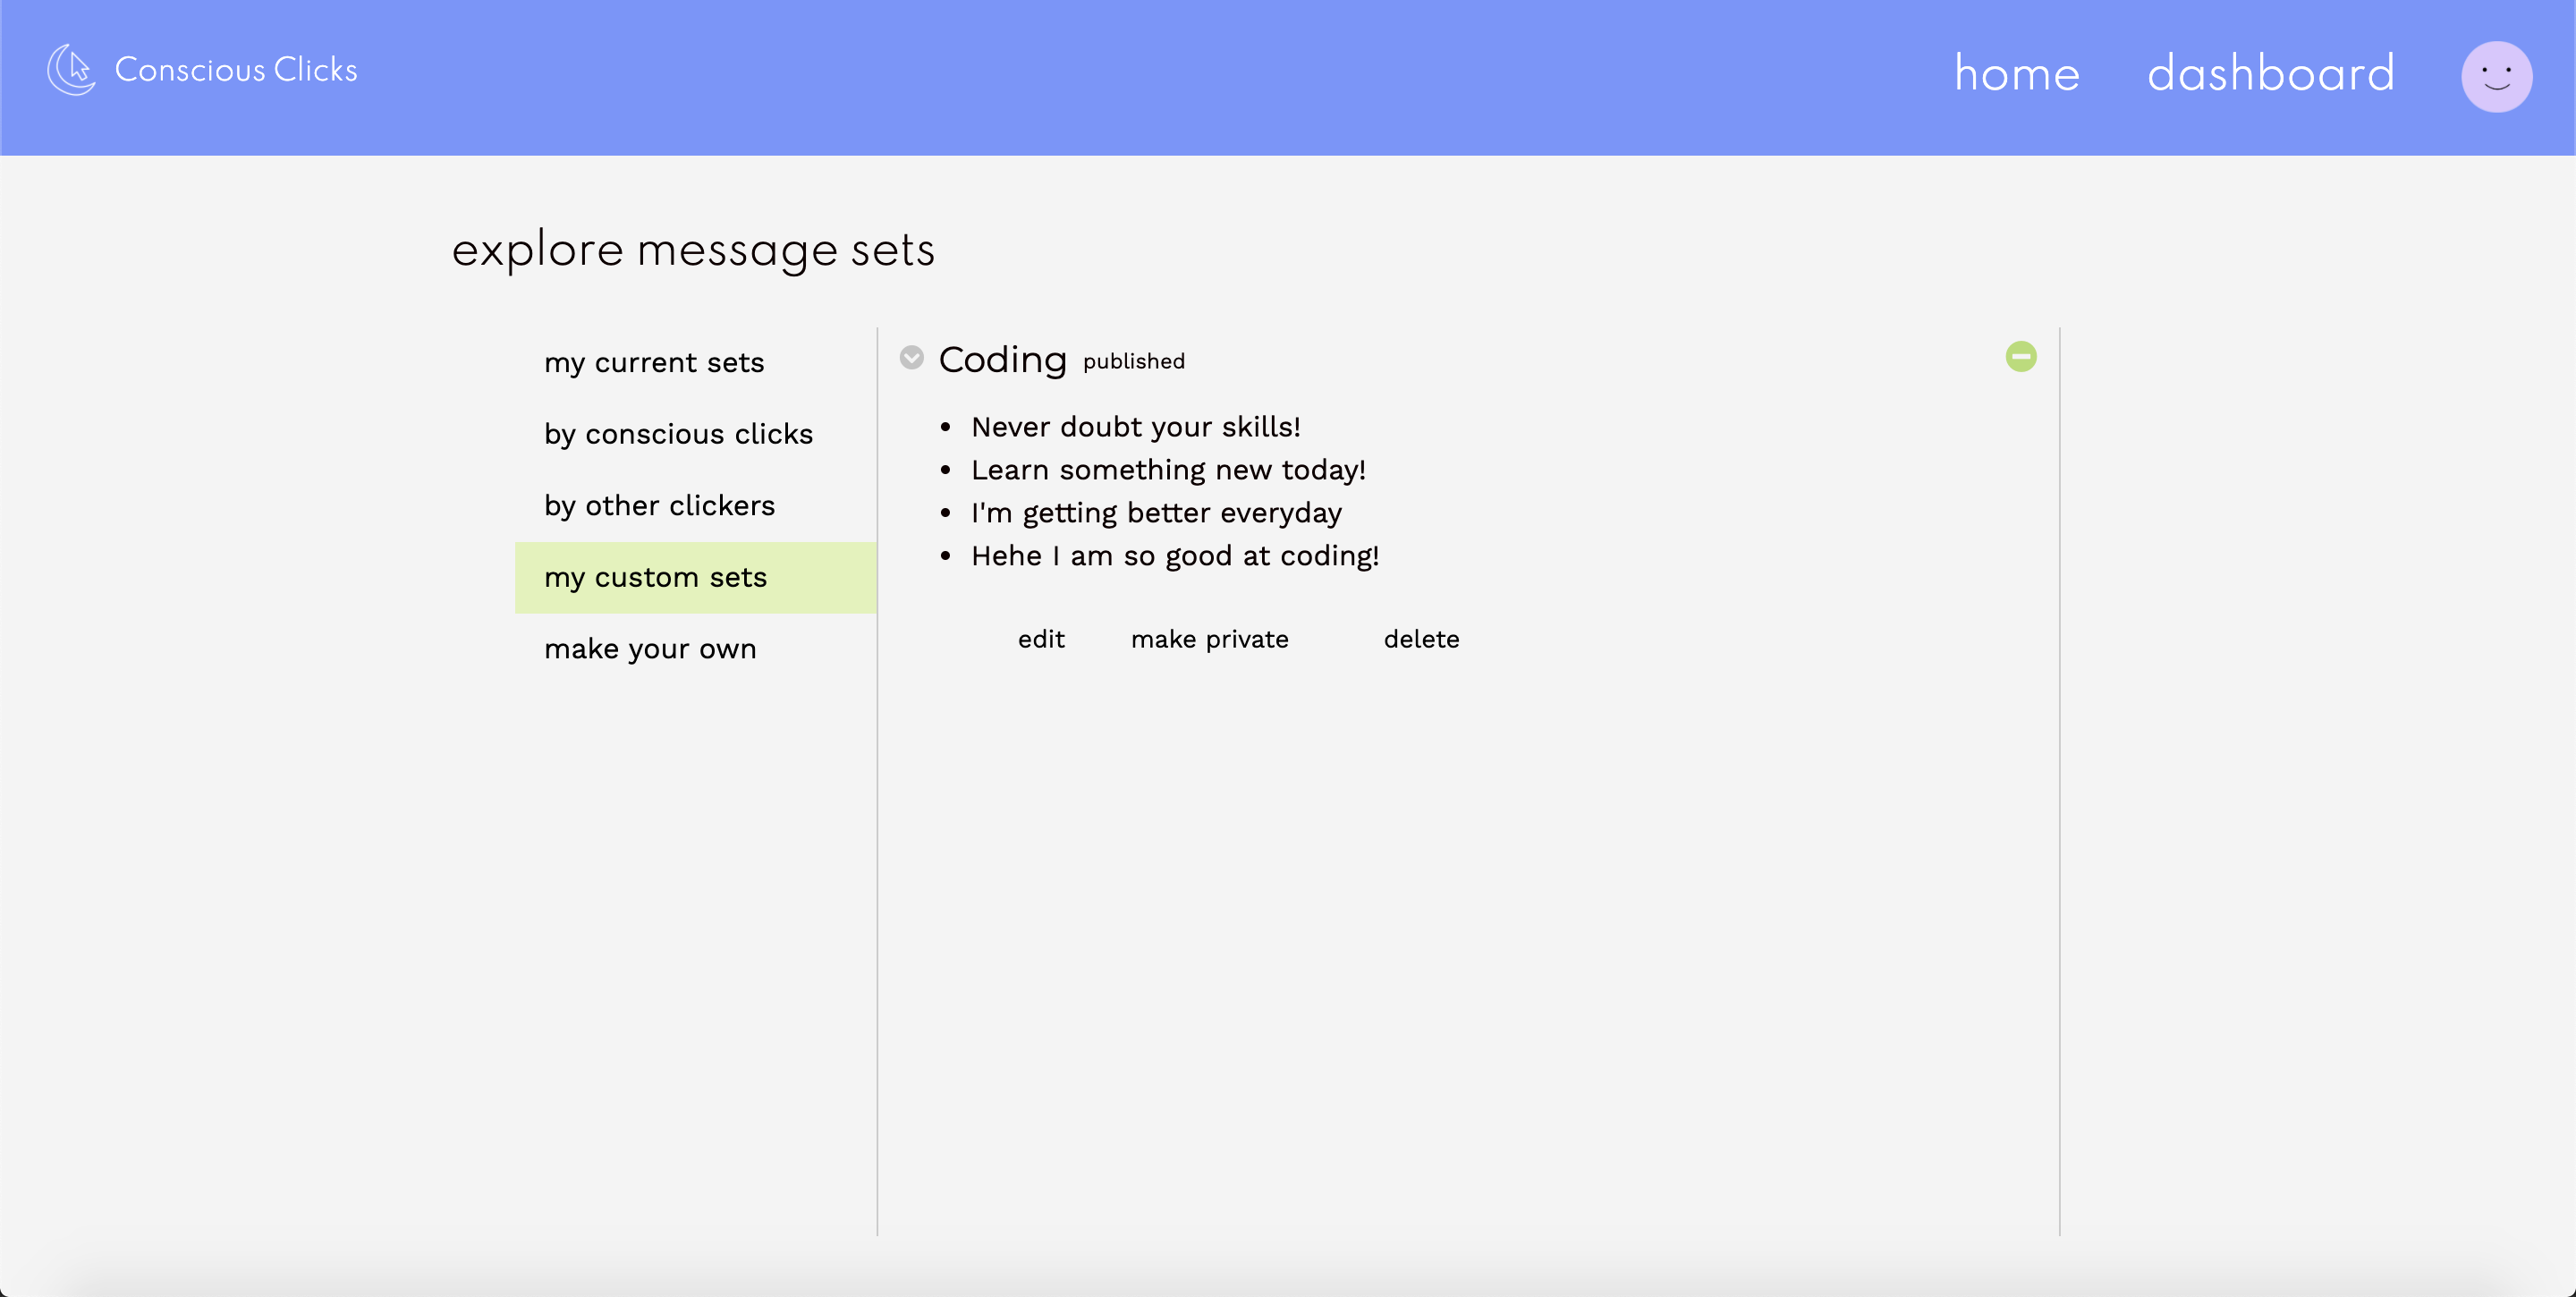 Conscious Clicks
home
dashboard
explore message sets
my current sets
by conscious clicks
by other clickers
my custom sets
make your own
Coding published
Never doubt your skills!
Learn something new today!
I'm getting better everyday
Hehe I am so good at coding!
edit
make private
delete